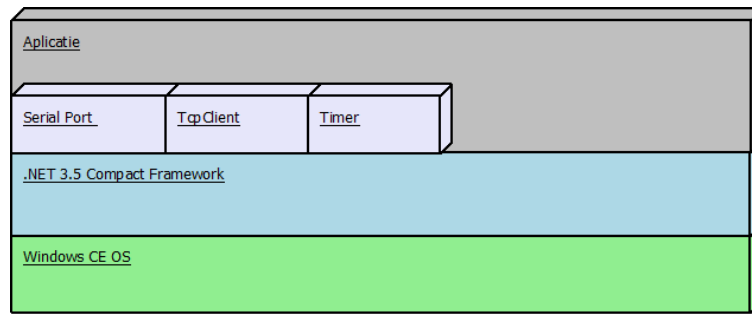 Aplicatie
Serial Port
TcpClient
Timer
.NET 3.5 Compact Framework
Windows CE OS